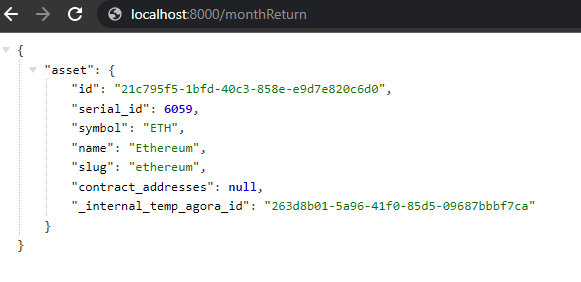 localhost:8000/monthReturn
{
"asset": {
"id": "21c795f5-1bfd-40c3-858e-e9d7e820c6d0",
"serial_id": 6059,
"symbol": "ETH",
"name": "Ethereum",
"slug": "ethereum",
"contract_addresses": null,
"_internal_temp_agora_id": "263d8b01-5a96-41f0-85d5-09687bbbf7ca"
}
}